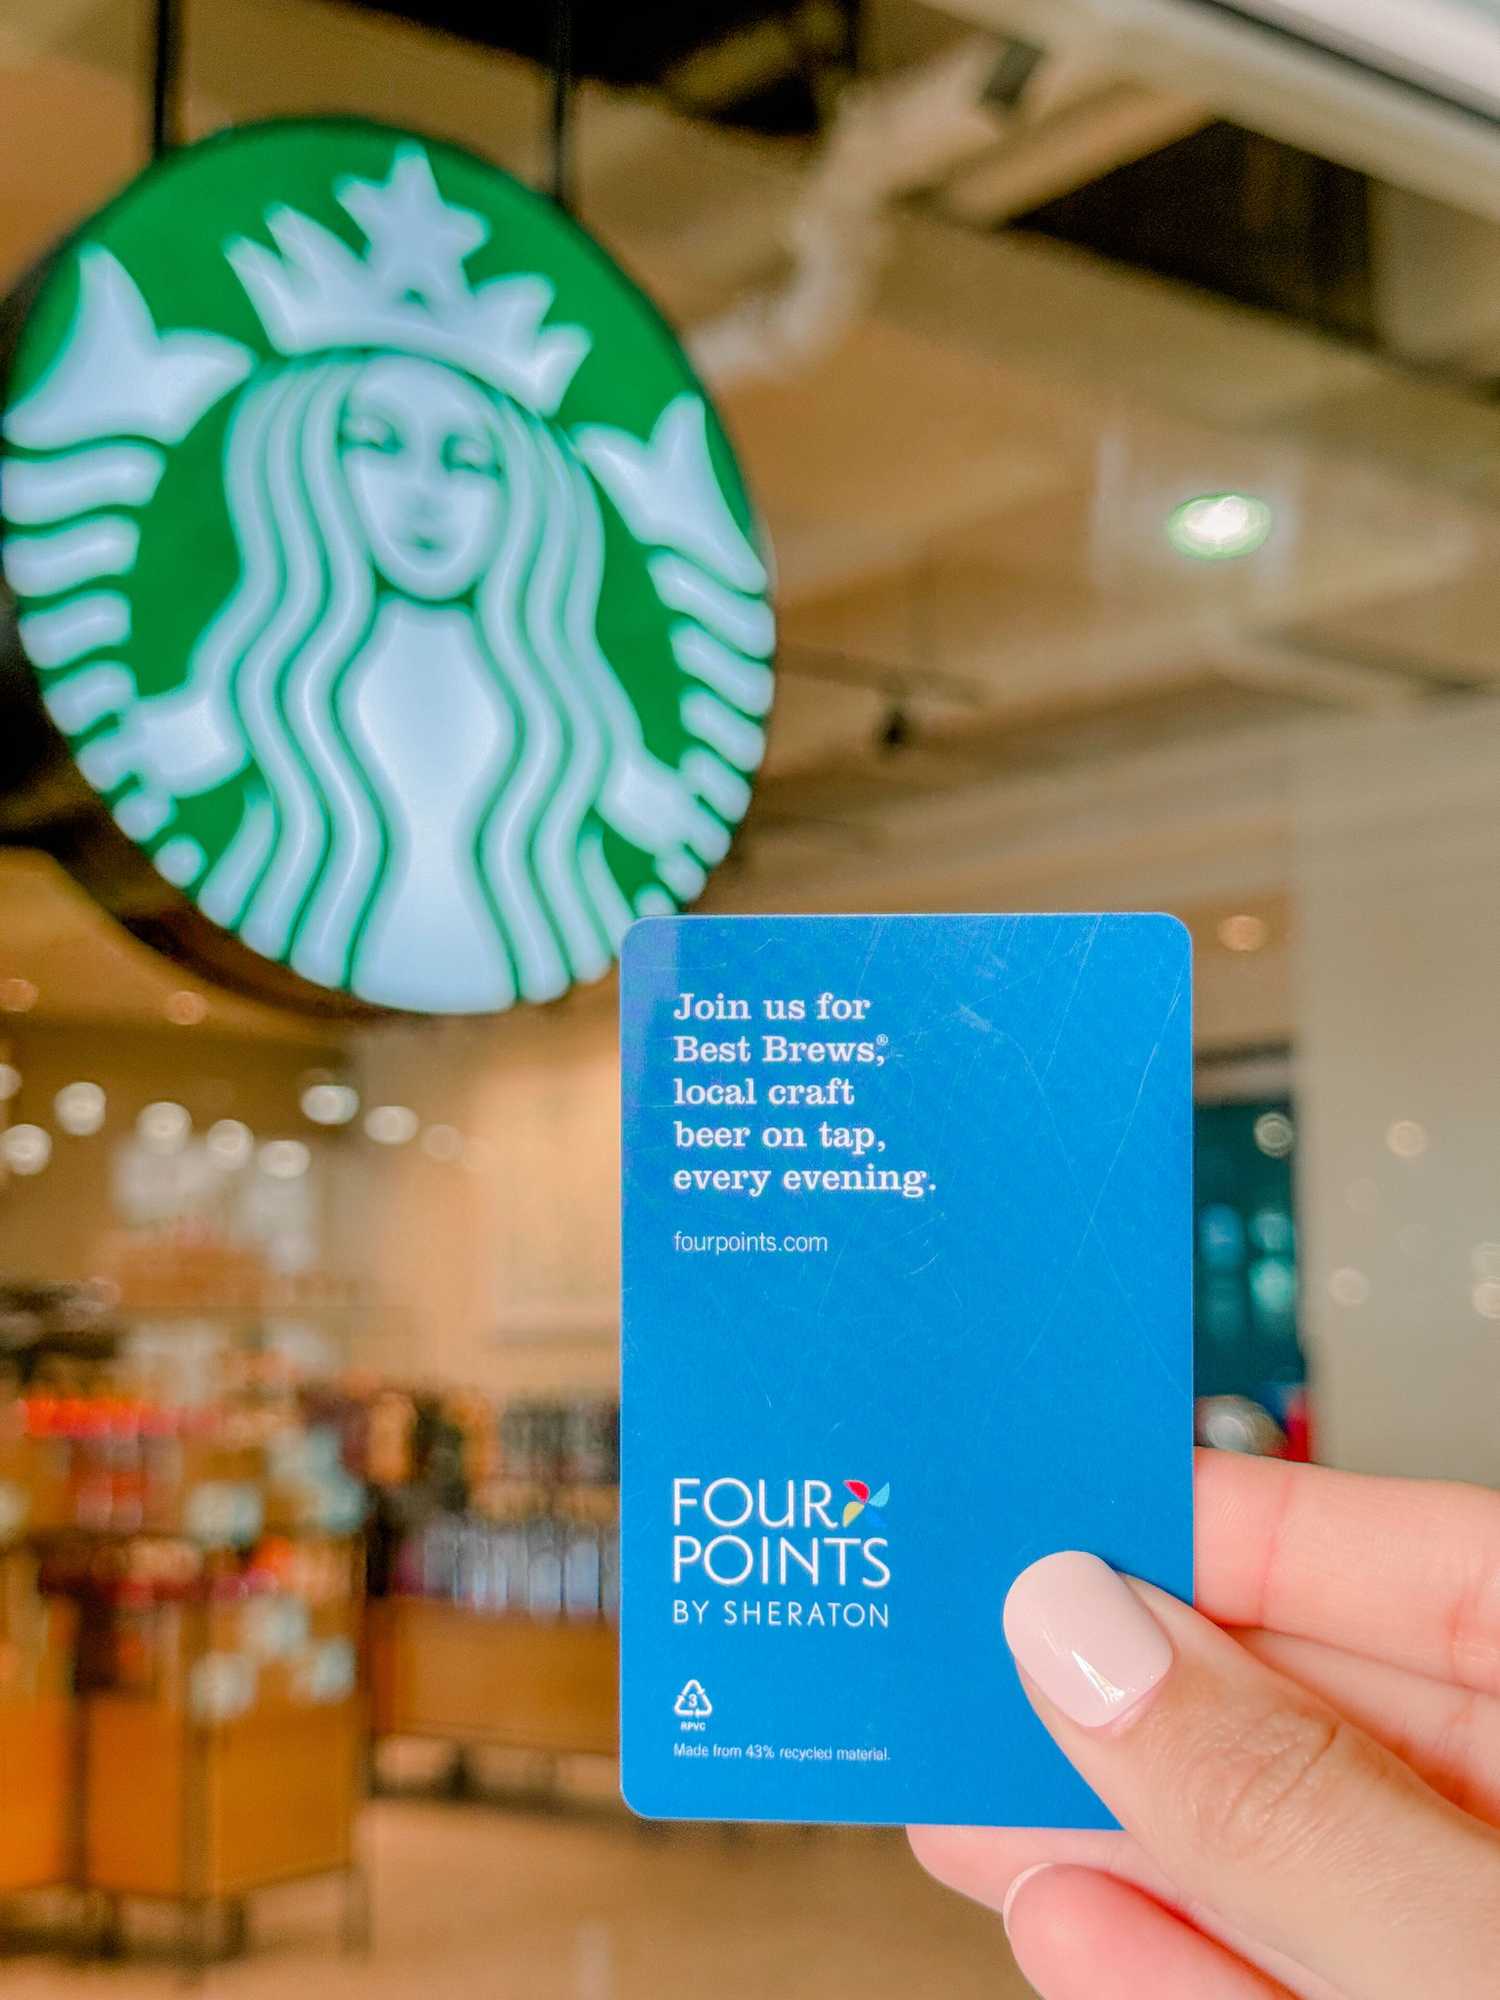 Join us for
Best Brews,®
local craft
beer on tap,
every evening.
fourpoints.com
FOUR
POINTS
BY SHERATON
3
RPVC
Made from 43% recycled material.